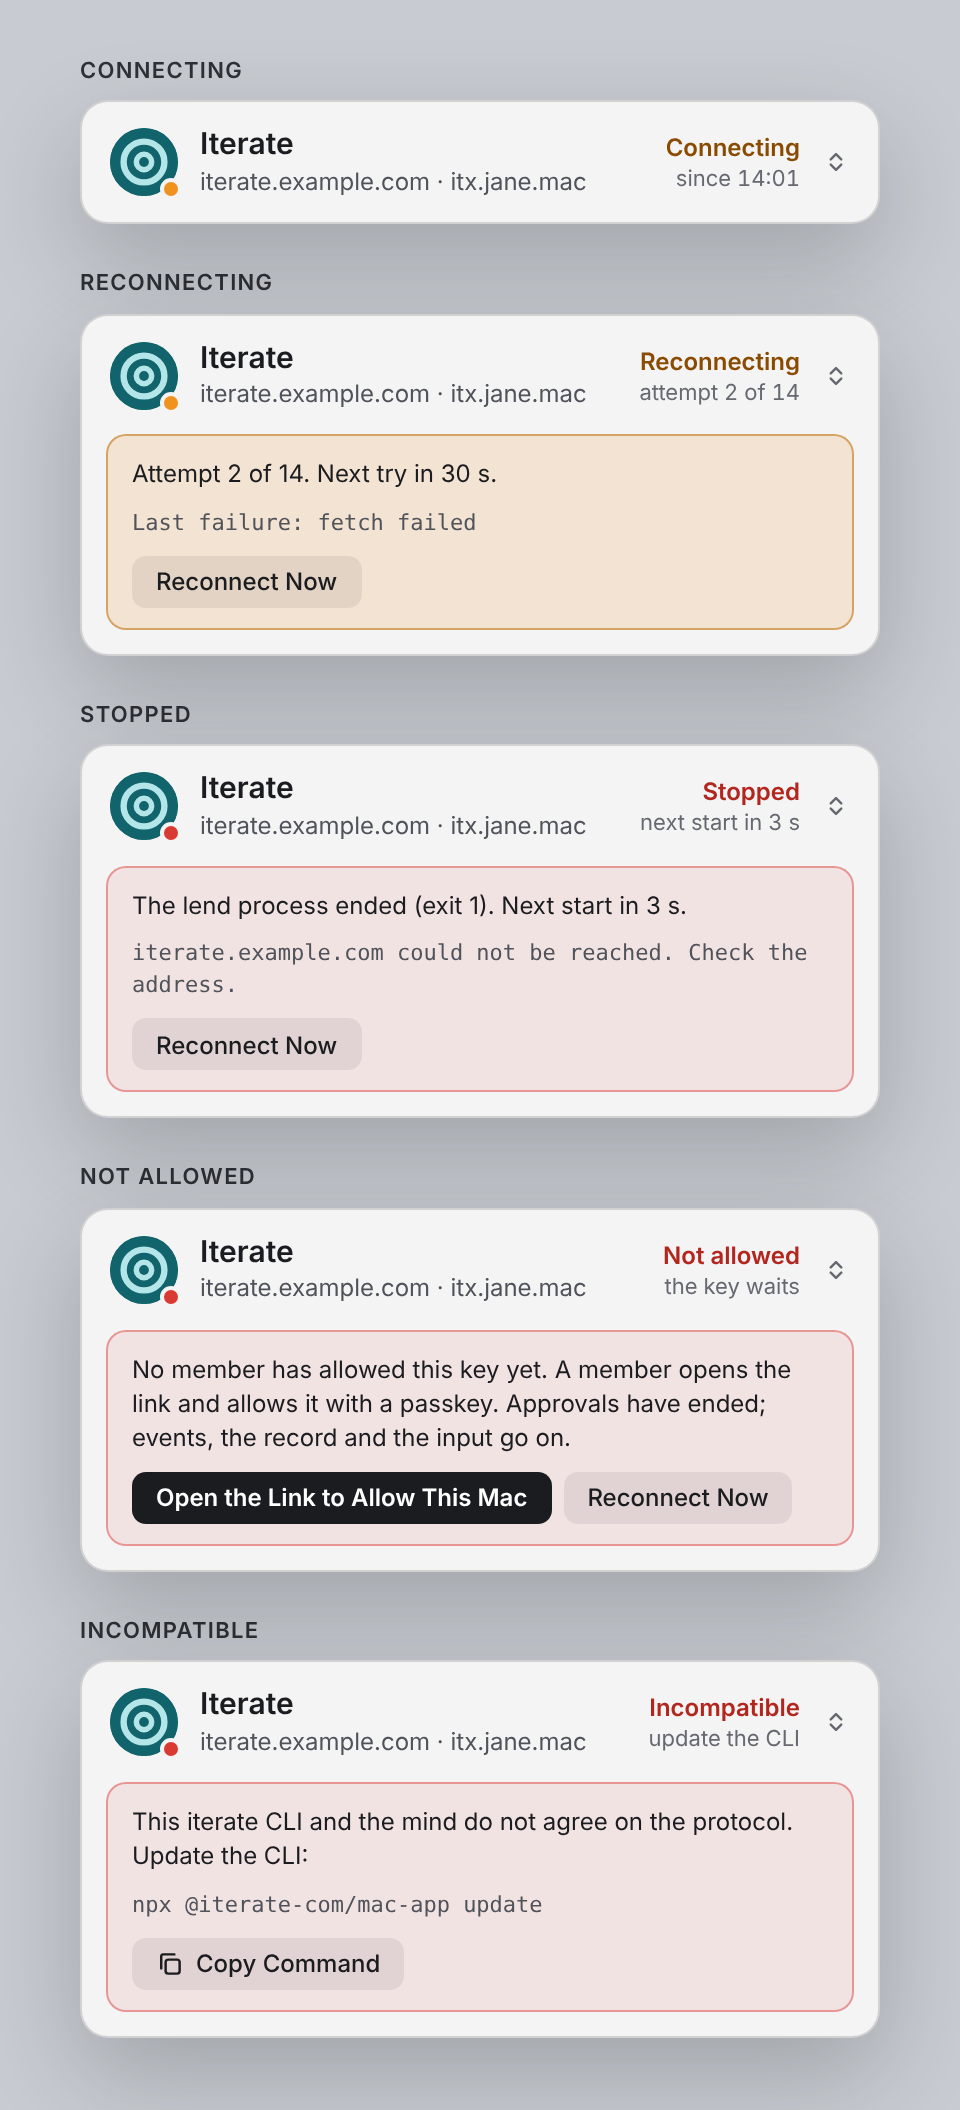 CONNECTING
Iterate
iterate.example.com · itx.jane.mac
Connecting
since 14:01
RECONNECTING
Iterate
iterate.example.com · itx.jane.mac
Reconnecting
attempt 2 of 14
Attempt 2 of 14. Next try in 30 s.
Last failure: fetch failed
Reconnect Now
STOPPED
Iterate
iterate.example.com · itx.jane.mac
Stopped
next start in 3 s
The lend process ended (exit 1). Next start in 3 s.
iterate.example.com could not be reached. Check the
address.
Reconnect Now
NOT ALLOWED
Iterate
iterate.example.com · itx.jane.mac
Not allowed
the key waits
No member has allowed this key yet. A member opens the
link and allows it with a passkey. Approvals have ended;
events, the record and the input go on.
Open the Link to Allow This Mac
Reconnect Now
INCOMPATIBLE
Iterate
iterate.example.com · itx.jane.mac
Incompatible
update the CLI
This iterate CLI and the mind do not agree on the protocol.
Update the CLI:
npx @iterate-com/mac-app update
Copy Command